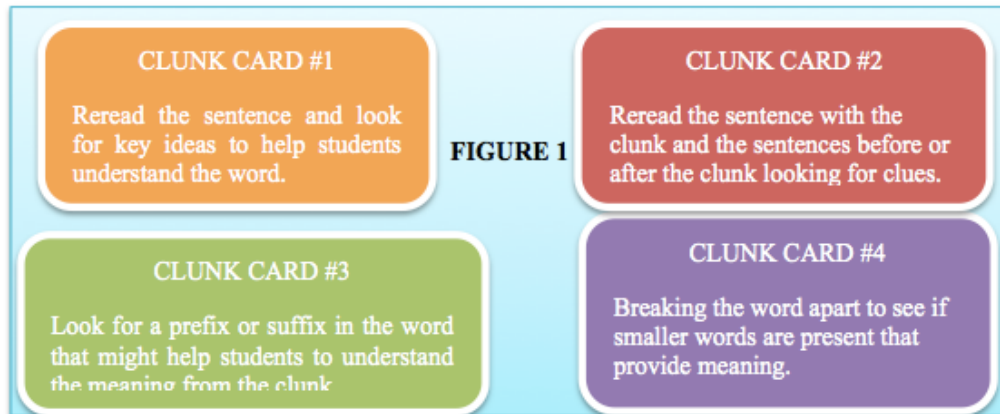 CLUNK CARD #1
Reread the sentence and look
for key ideas to help students
understand the word.
CLUNK CARD #2
Reread the sentence with the
clunk and the sentences before or
after the clunk looking for clues.
FIGURE 1
CLUNK CARD #3
Look for a prefix or suffix in the word
that might help students to understand
the meaning from the clunk
CLUNK CARD #4
Breaking the word apart to see if
smaller words are present that
provide meaning.